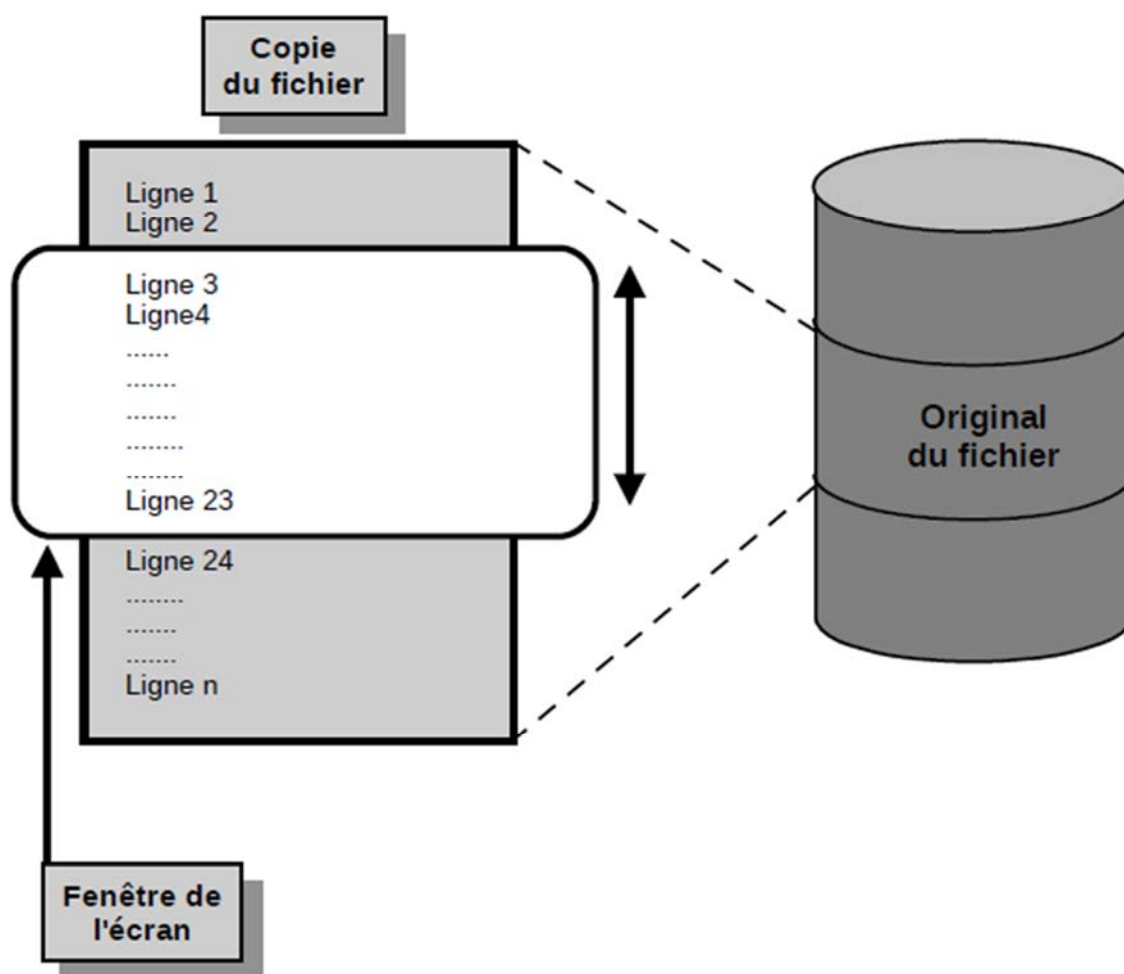 Copie
du fichier
Ligne 1
Ligne 2
Ligne 3
Ligne4
......
.......
.......
........
........
Ligne 23
Ligne 24
........
.......
.......
Ligne n
Original
du fichier
Fenêtre de
l'écran